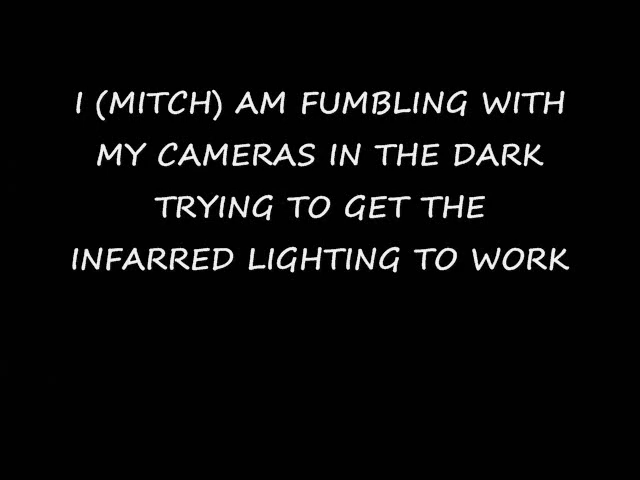 I (MITCH) AM FUMBLING WITH
MY CAMERAS IN THE DARK
TRYING TO GET THE
INFARRED LIGHTING TO WORK